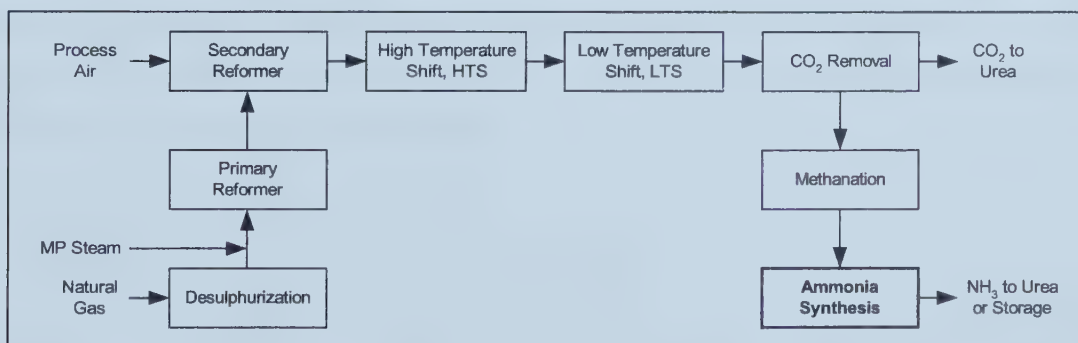 Process
Air
Secondary
Reformer
High Temperature
Shift, HTS
Low Temperature
Shift, LTS
CO₂ Removal
CO₂ to
Urea
Primary
Reformer
Methanation
MP Steam
Natural
Gas
Desulphurization
Ammonia
Synthesis
NH₃ to Urea
or Storage